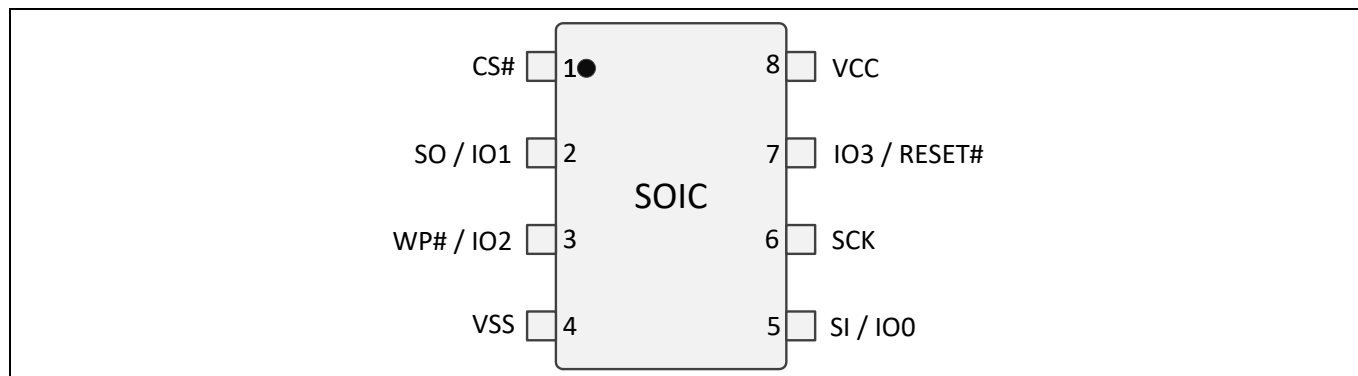 CS# 1 8 VCC
SO / IO1 2 7 IO3 / RESET#
SOIC
WP# / IO2 3 6 SCK
VSS 4 5 SI / IO0